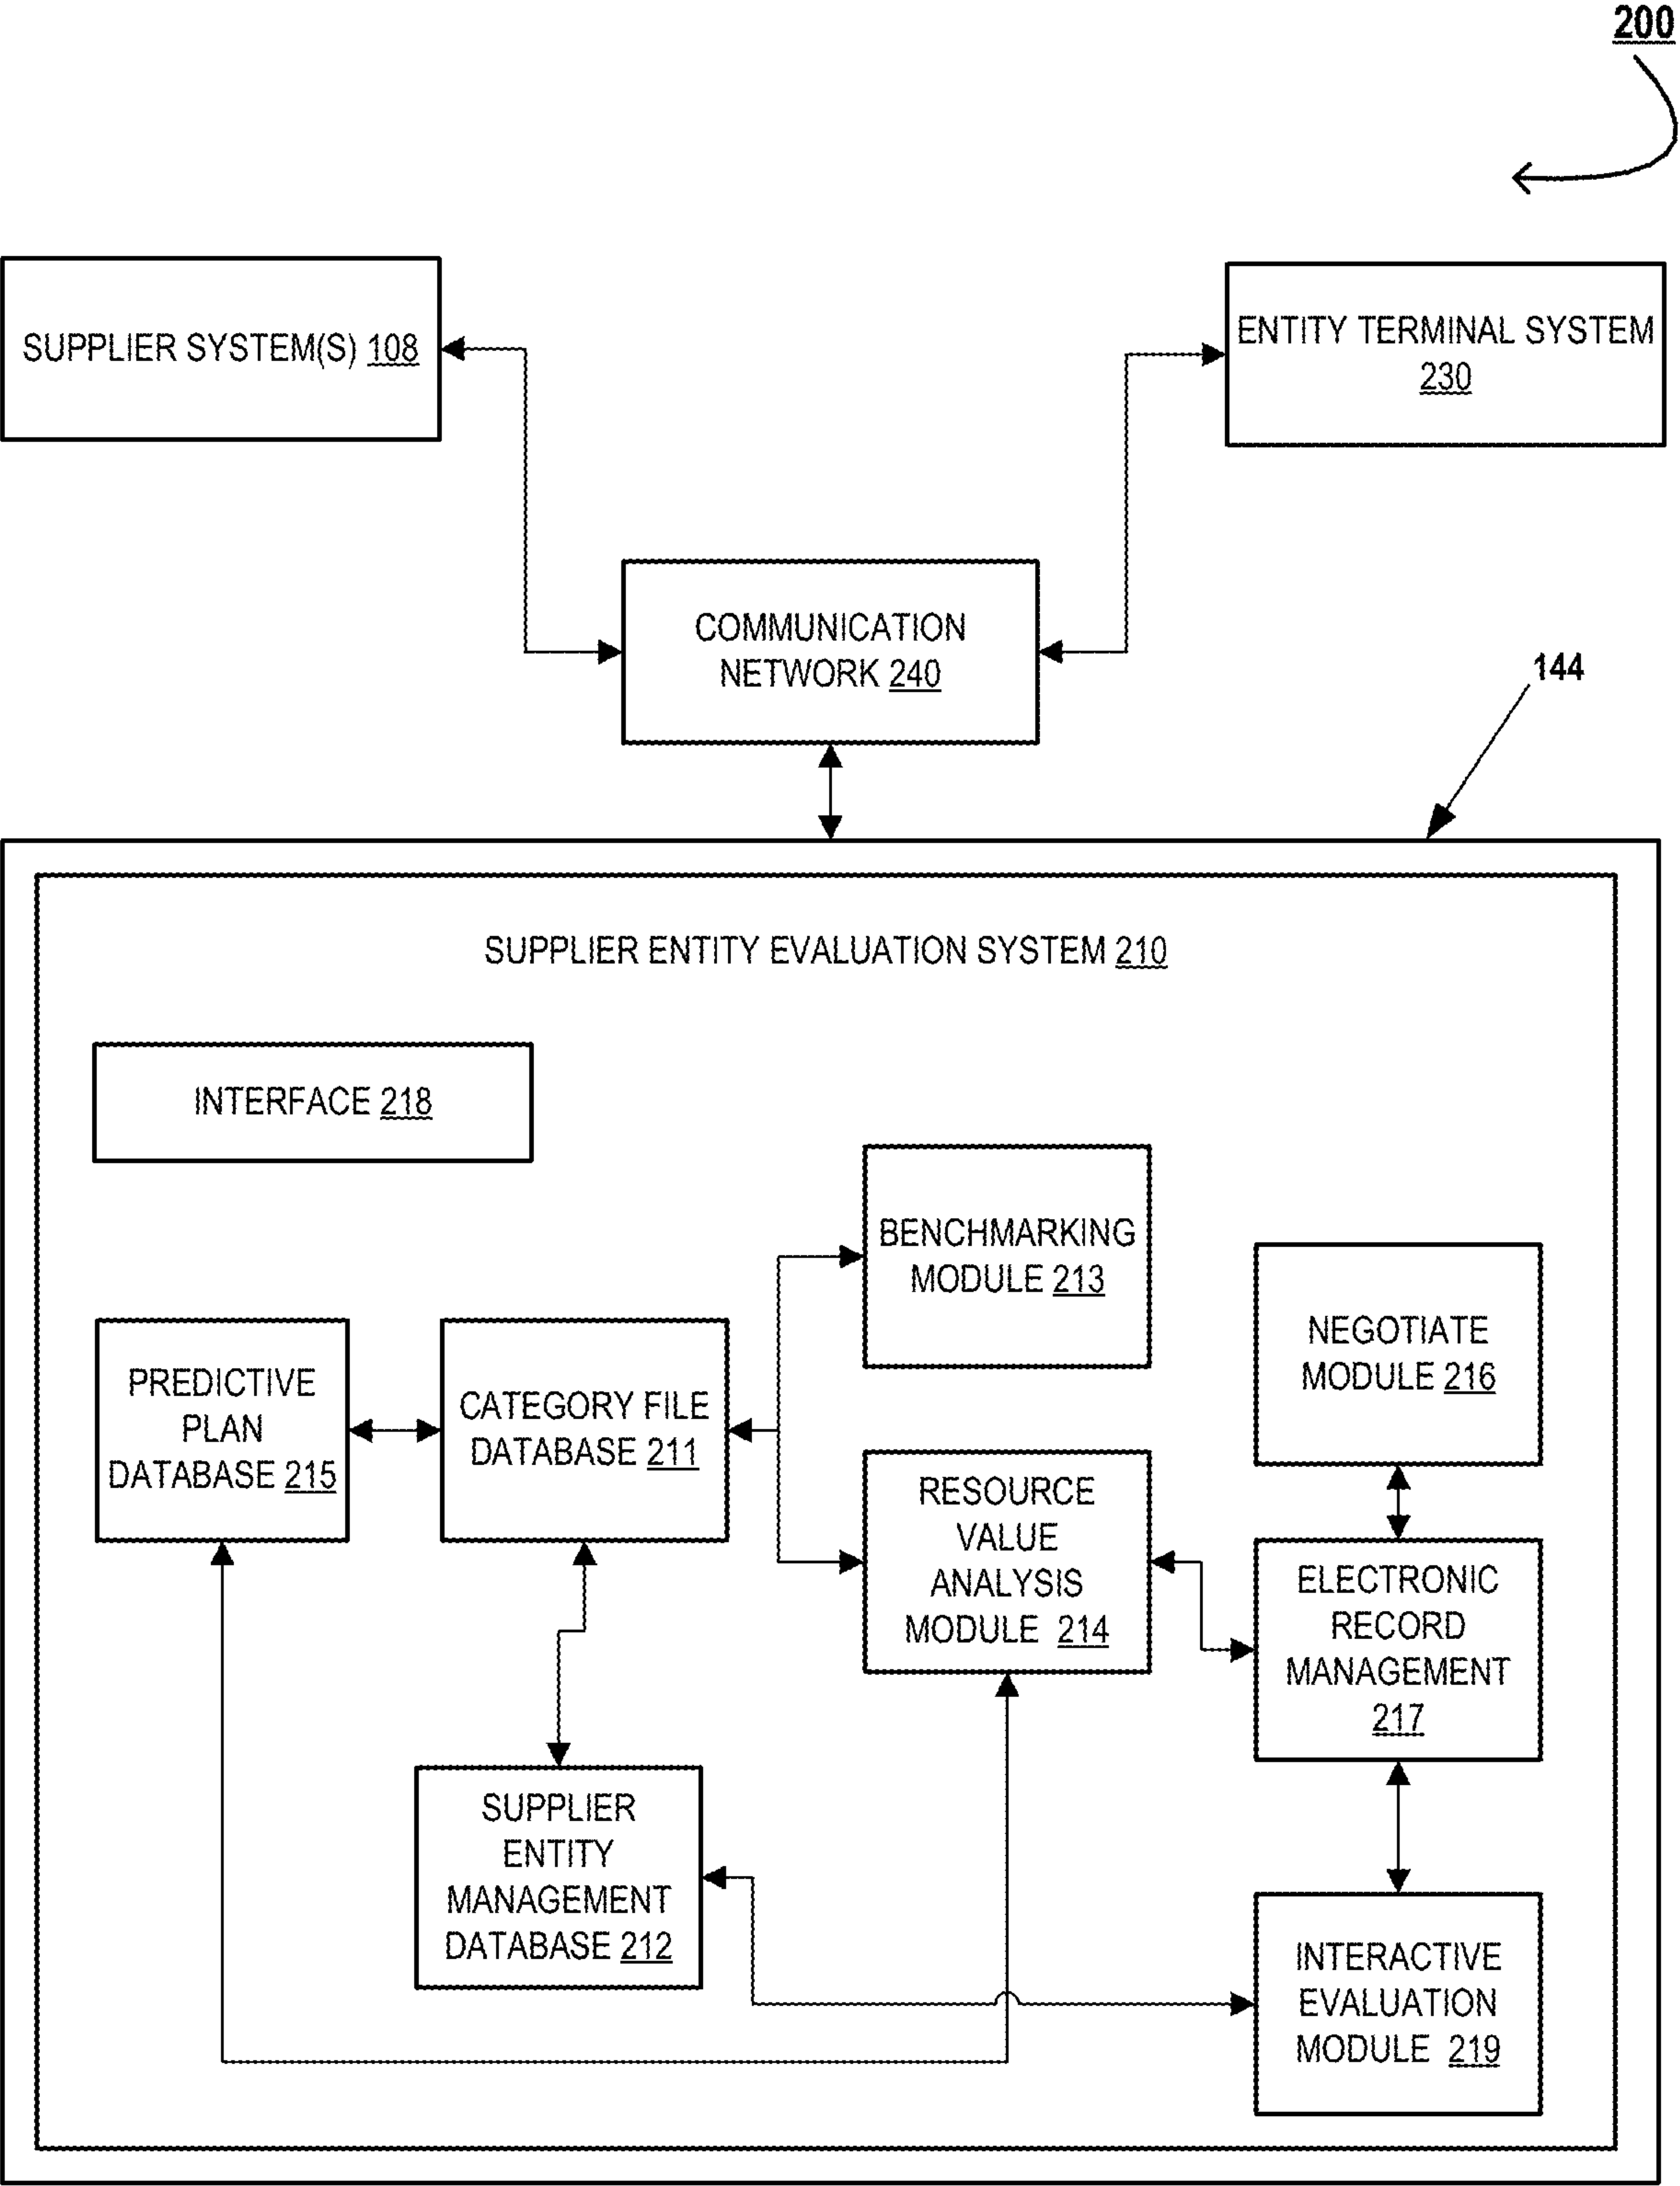 200
SUPPLIER SYSTEM(S) 108
ENTITY TERMINAL SYSTEM
230
COMMUNICATION
NETWORK 240
144
SUPPLIER ENTITY EVALUATION SYSTEM 210
INTERFACE 218
BENCHMARKING
MODULE 213
NEGOTIATE
MODULE 216
PREDICTIVE
PLAN
DATABASE 215
CATEGORY FILE
DATABASE 211
RESOURCE
VALUE
ANALYSIS
MODULE 214
ELECTRONIC
RECORD
MANAGEMENT
217
SUPPLIER
ENTITY
MANAGEMENT
DATABASE 212
INTERACTIVE
EVALUATION
MODULE 219